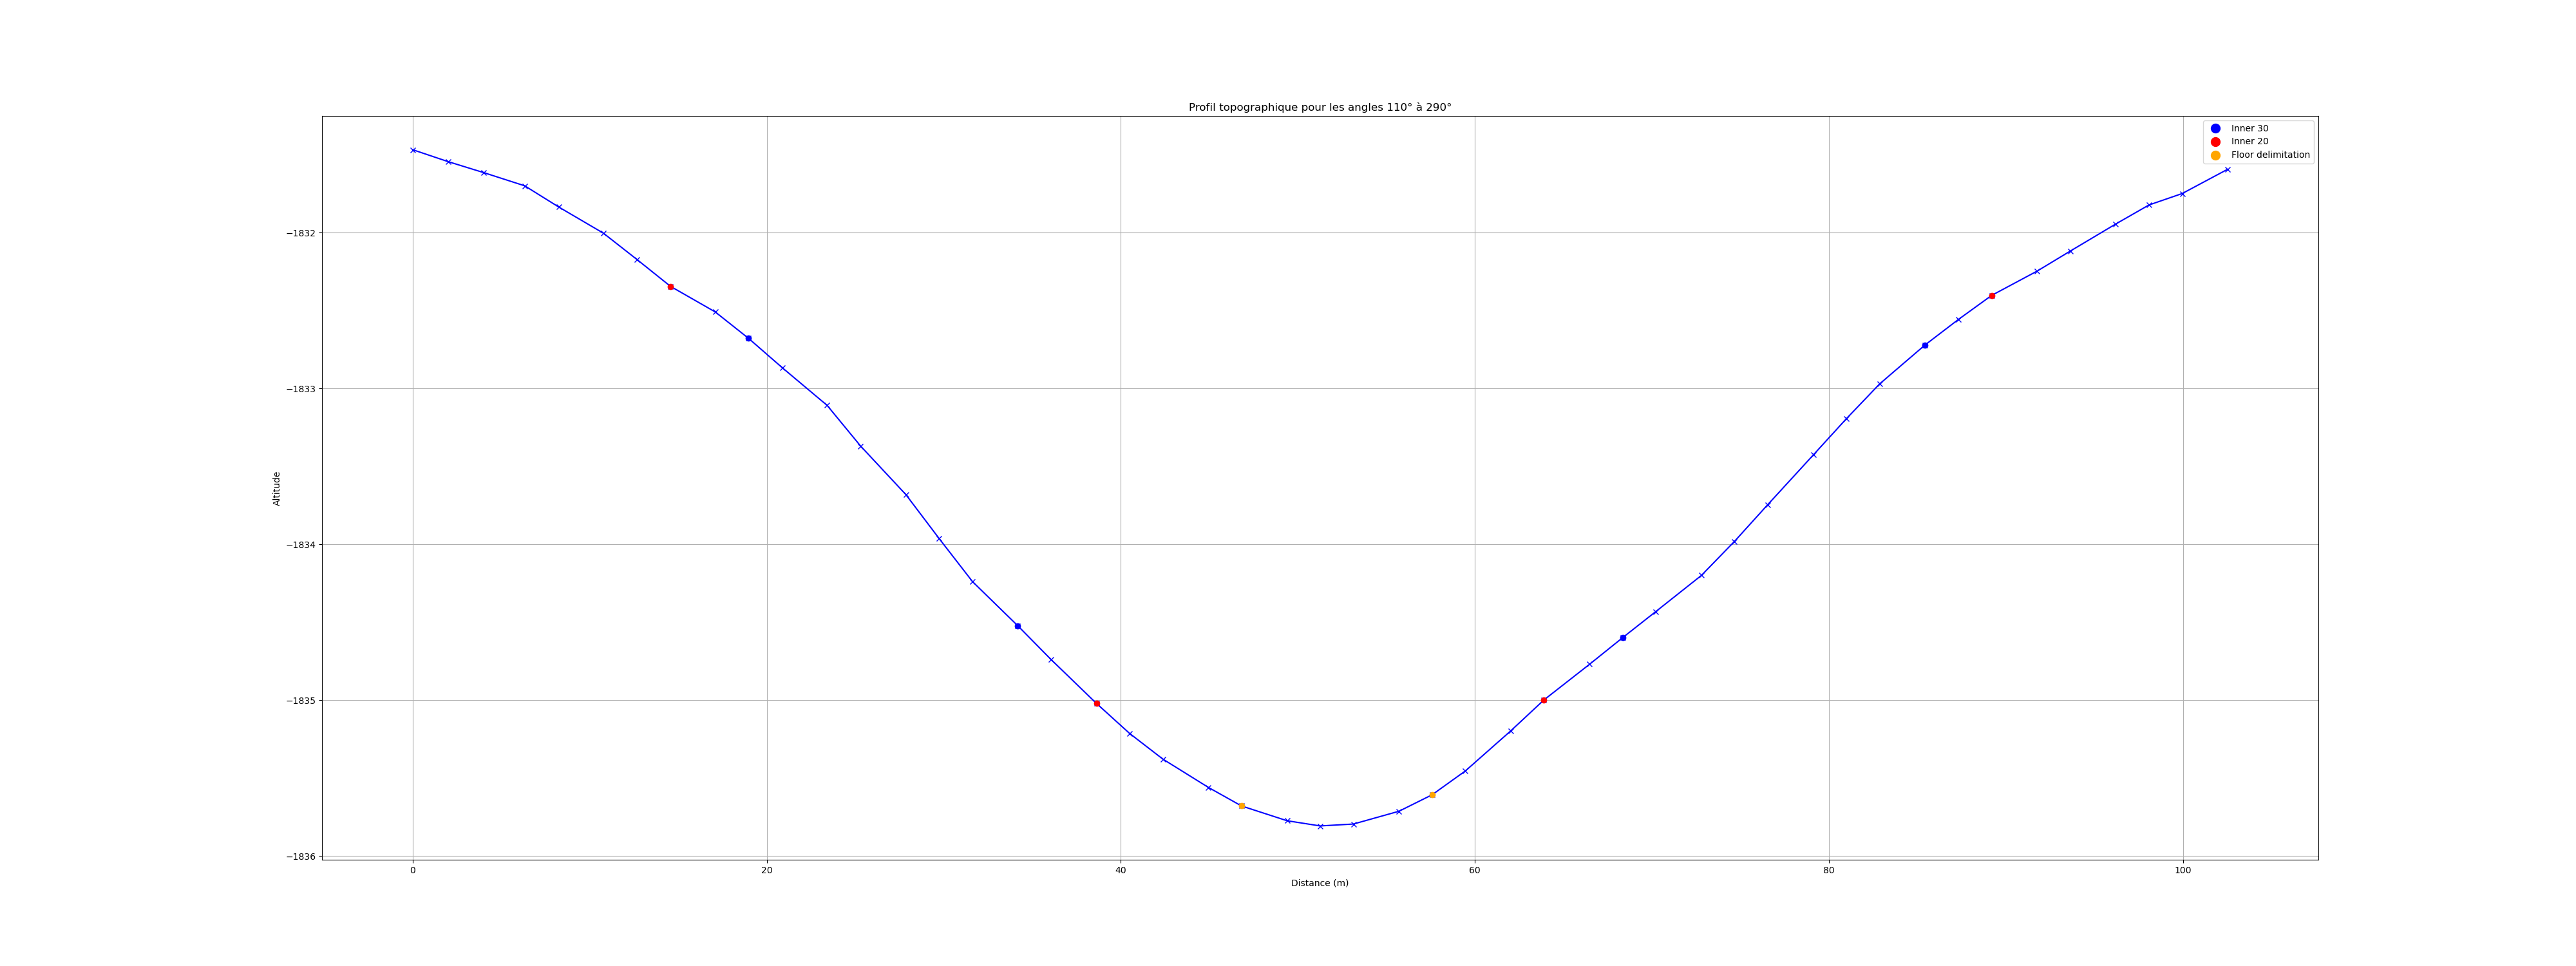 Profil topographique pour les angles 110° à 290°
Inner 30
Inner 20
Floor delimitation
Altitude
−1832
−1833
−1834
−1835
−1836
0 20 40 60 80 100
Distance (m)